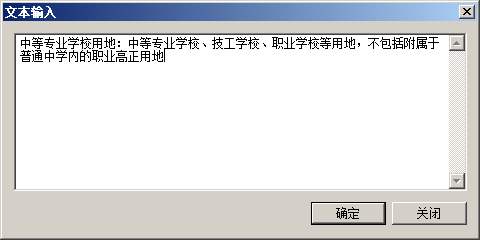 文本输入
中等专业学校用地：中等专业学校、技工学校、职业学校等用地，不包括附属于
普通中学内的职业高正用地
确定
关闭